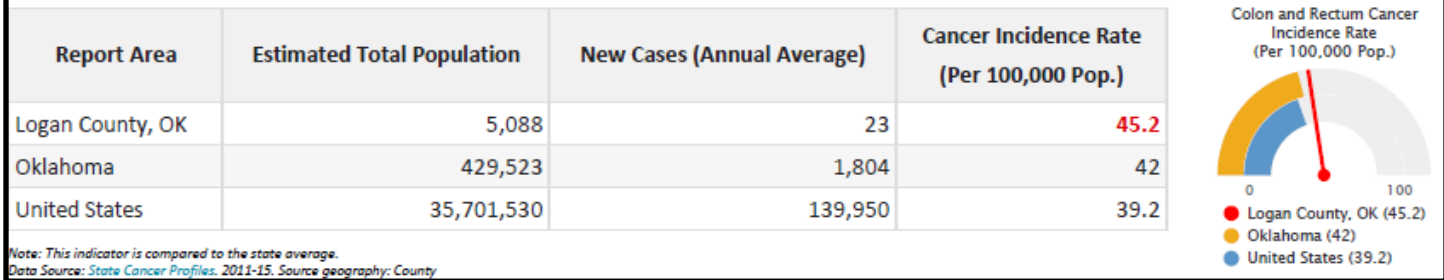 Report Area Estimated Total Population New Cases (Annual Average) Cancer Incidence Rate (Per 100,000 Pop.)
Logan County, OK 5,088 23 45.2
Oklahoma 429,523 1,804 42
United States 35,701,530 139,950 39.2
Note: This indicator is compared to the state average.
Data Source: State Cancer Profiles. 2011-15. Source geography: County
Colon and Rectum Cancer
Incidence Rate
(Per 100,000 Pop.)
0 100
Logan County, OK (45.2)
Oklahoma (42)
United States (39.2)